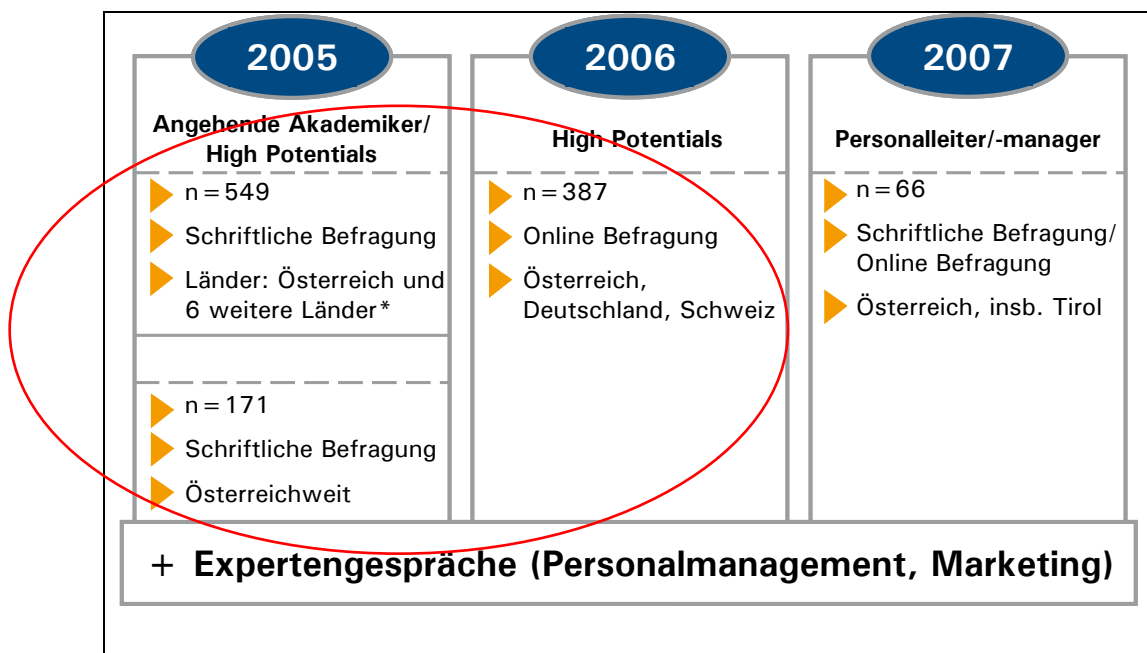 2005
Angehende Akademiker/
High Potentials
n=549
Schriftliche Befragung
Länder: Österreich und
6 weitere Länder*
n=171
Schriftliche Befragung
Österreichweit
2006
High Potentials
n=387
Online Befragung
Österreich,
Deutschland, Schweiz
2007
Personalleiter/-manager
n=66
Schriftliche Befragung/
Online Befragung
Österreich, insb. Tirol
+ Expertengespräche (Personalmanagement, Marketing)